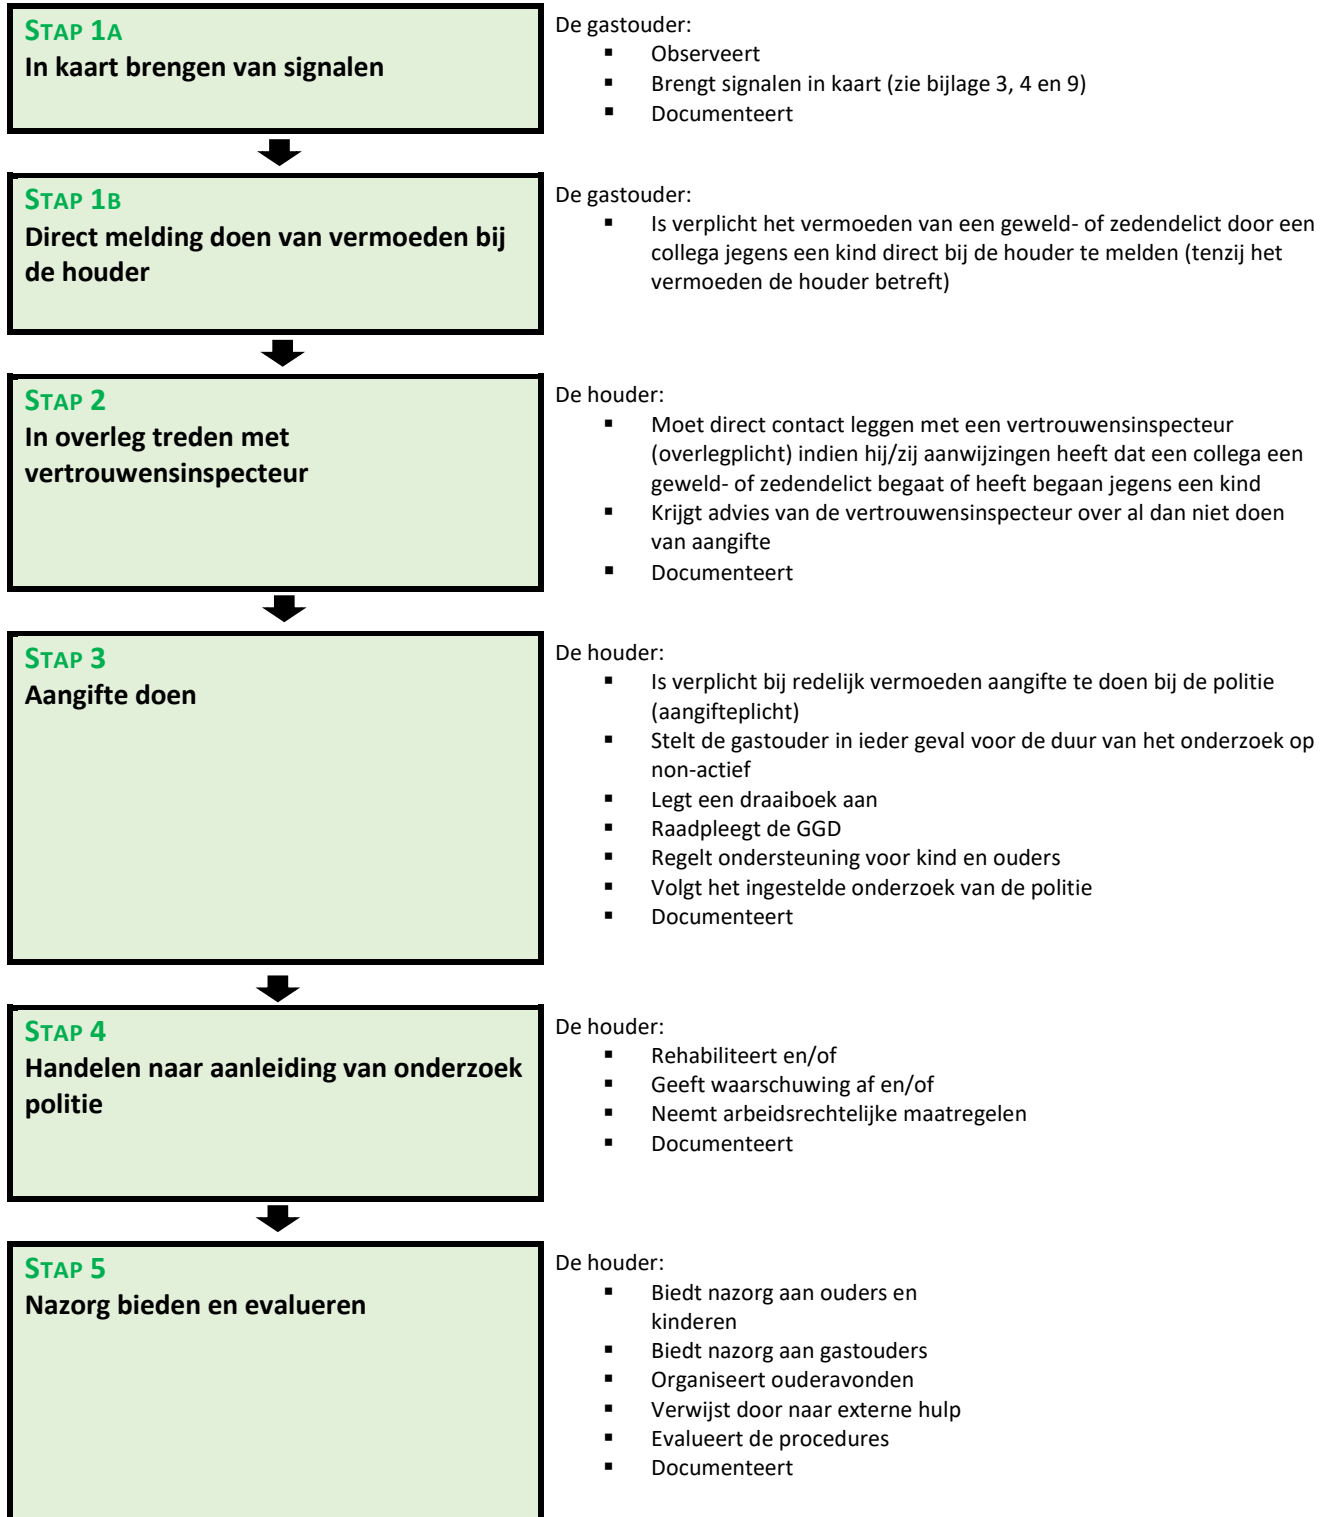 STAP 1A
In kaart brengen van signalen
De gastouder:
▪ Observeert
▪ Brengt signalen in kaart (zie bijlage 3, 4 en 9)
▪ Documenteert
STAP 1B
Direct melding doen van vermoeden bij
de houder
De gastouder:
▪ Is verplicht het vermoeden van een geweld- of zedendelict door een
collega jegens een kind direct bij de houder te melden (tenzij het
vermoeden de houder betreft)
STAP 2
In overleg treden met
vertrouwensinspecteur
De houder:
▪ Moet direct contact leggen met een vertrouwensinspecteur
(overlegplicht) indien hij/zij aanwijzingen heeft dat een collega een
geweld- of zedendelict begaat of heeft begaan jegens een kind
▪ Krijgt advies van de vertrouwensinspecteur over al dan niet doen
van aangifte
▪ Documenteert
STAP 3
Aangifte doen
De houder:
▪ Is verplicht bij redelijk vermoeden aangifte te doen bij de politie
(aangifteplicht)
▪ Stelt de gastouder in ieder geval voor de duur van het onderzoek op
non-actief
▪ Legt een draaiboek aan
▪ Raadpleegt de GGD
▪ Regelt ondersteuning voor kind en ouders
▪ Volgt het ingestelde onderzoek van de politie
▪ Documenteert
STAP 4
Handelen naar aanleiding van onderzoek
politie
De houder:
▪ Rehabiliteert en/of
▪ Geeft waarschuwing af en/of
▪ Neemt arbeidsrechtelijke maatregelen
▪ Documenteert
STAP 5
Nazorg bieden en evalueren
De houder:
▪ Biedt nazorg aan ouders en
kinderen
▪ Biedt nazorg aan gastouders
▪ Organiseert ouderavonden
▪ Verwijst door naar externe hulp
▪ Evalueert de procedures
▪ Documenteert